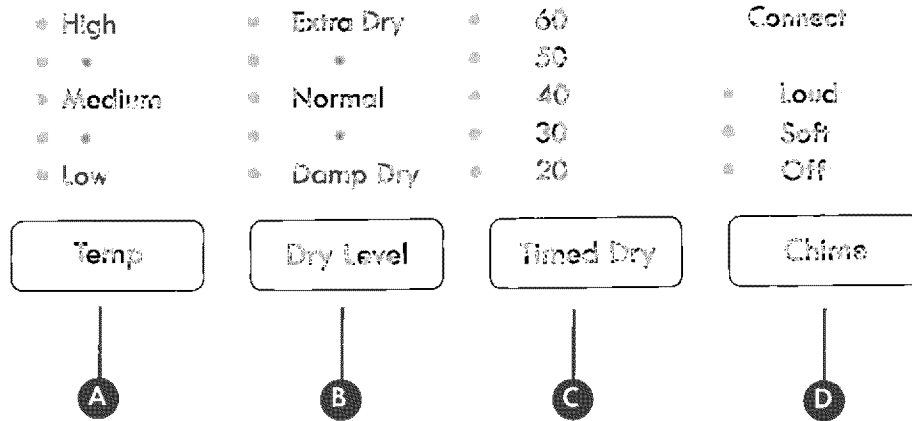 High Extra Dry 60 Connect
50
Medium Normal 40 Loud
30 Soft
Low Damp Dry 20 Off
Temp Dry Level Timed Dry Chime
A B C D